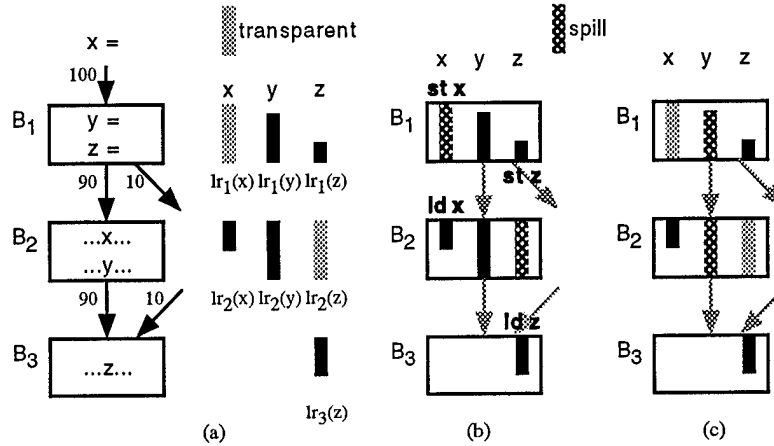 transparent
spill
x =
100
x y z
B1
y =
z =
lr1(x) lr1(y) lr1(z)
90 10
B2
...x...
...y...
lr2(x) lr2(y) lr2(z)
90 10
B3
...z...
lr3(z)
(a)
x y z
st x
B1
st z
ld x
B2
ld z
B3
(b)
x y z
B1
B2
B3
(c)